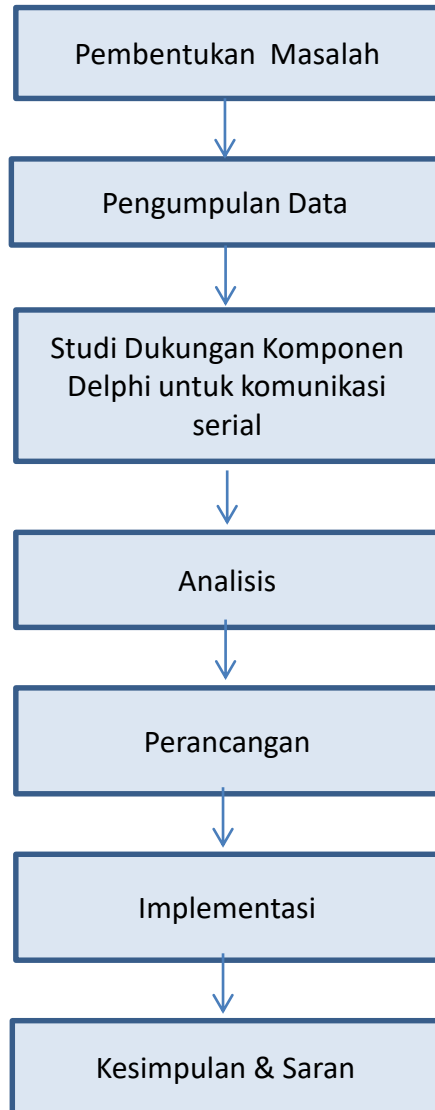 Pembentukan Masalah
Pengumpulan Data
Studi Dukungan Komponen
Delphi untuk komunikasi
serial
Analisis
Perancangan
Implementasi
Kesimpulan & Saran